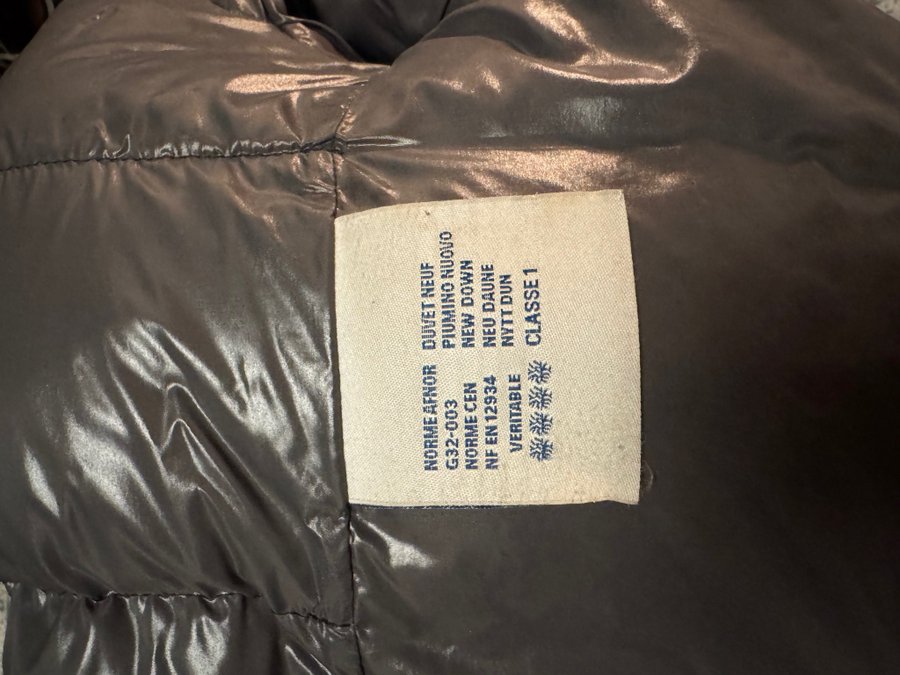 NORME AFNOR DUVET NEUF
G32-003 PIUMINO NUOVO
NORME CEN NEW DOWN
NF EN 12934 NEU DAUNE
VERITABLE NYTT DUN
CLASSE 1